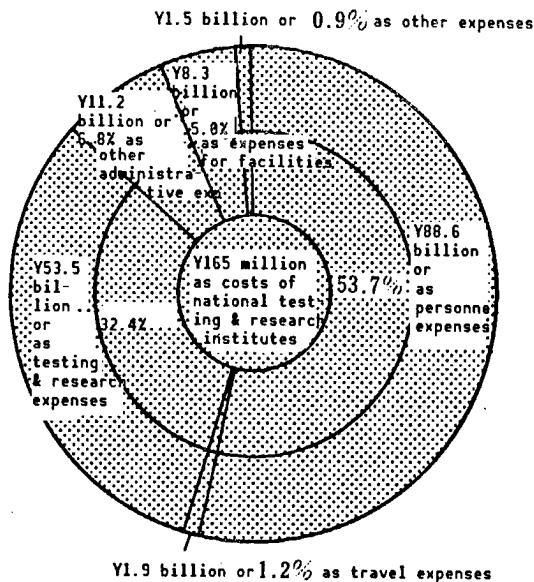 Y1.5 billion or 0.9% as other expenses
Y8.3
billion
or
5.0%
as expenses
for facilities
Y11.2
billion or
6.8% as
other
administra-
tive exp
Y88.6
billion
or
53.7%
as
personnel
expenses
Y165 million
as costs of
national test-
ing & research
institutes
Y53.5
bil-
lion
or
32.4%
as
testing
& research
expenses
Y1.9 billion or 1.2% as travel expenses